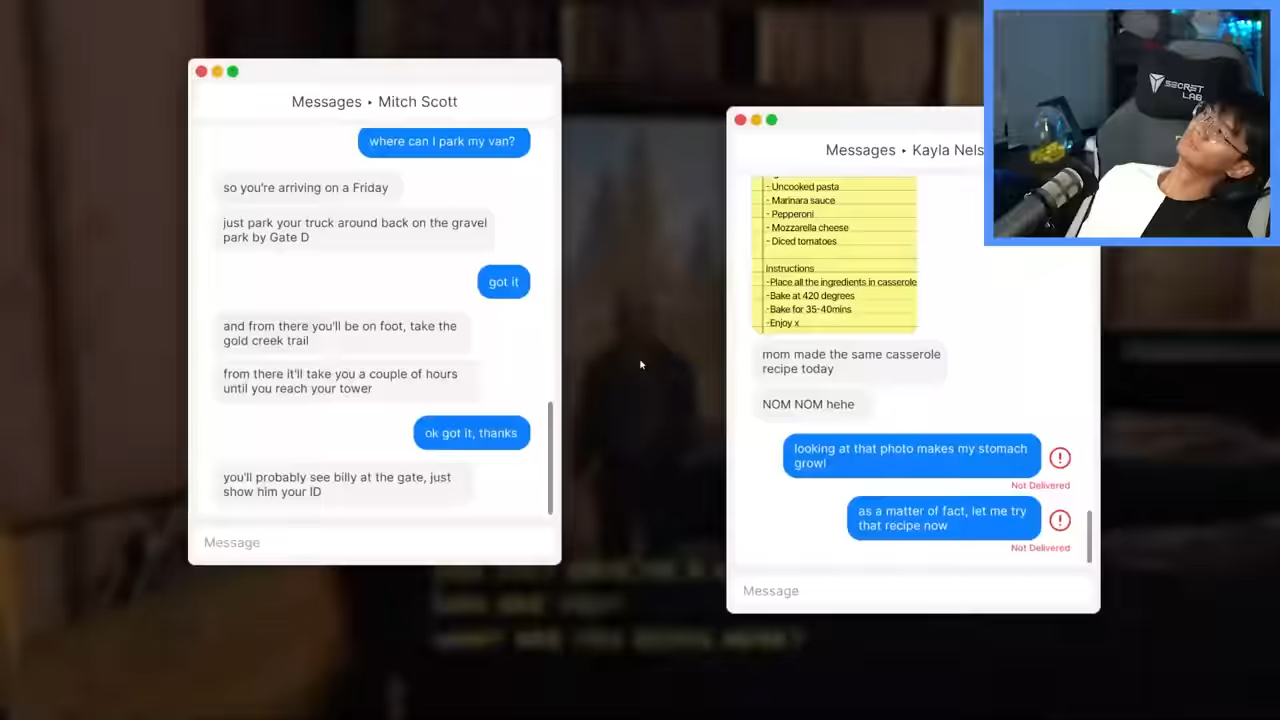 Messages ▸ Mitch Scott
where can I park my van?
so you're arriving on a Friday
just park your truck around back on the gravel
park by Gate D
got it
and from there you'll be on foot, take the
gold creek trail
from there it'll take you a couple of hours
until you reach your tower
ok got it, thanks
you'll probably see billy at the gate, just
show him your ID
Message
Messages ▸ Kayla Nels
- Uncooked pasta
- Marinara sauce
- Pepperoni
- Mozzarella cheese
- Diced tomatoes
Instructions
-Place all the ingredients in casserole
-Bake at 420 degrees
-Bake for 35-40mins
-Enjoy x
mom made the same casserole
recipe today
NOM NOM hehe
looking at that photo makes my stomach
growl
Not Delivered
as a matter of fact, let me try
that recipe now
Not Delivered
Message
SECRET
LAB